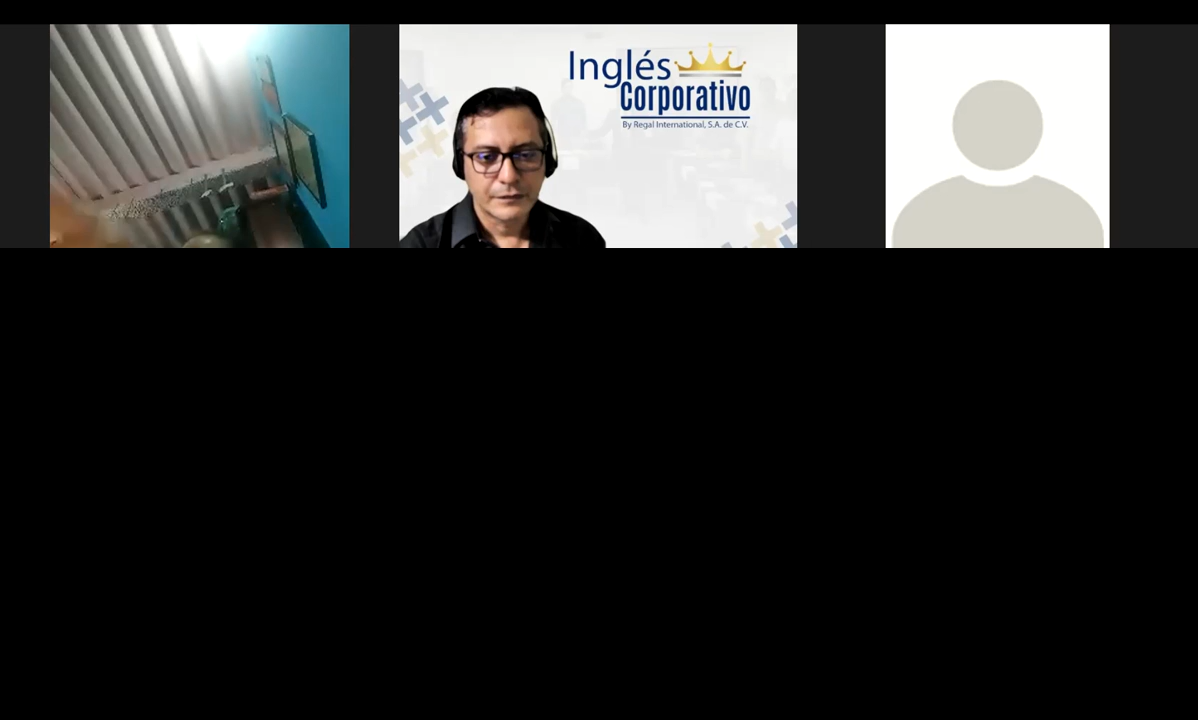 Inglés
Corporativo
By Regal International, S.A. de C.V.